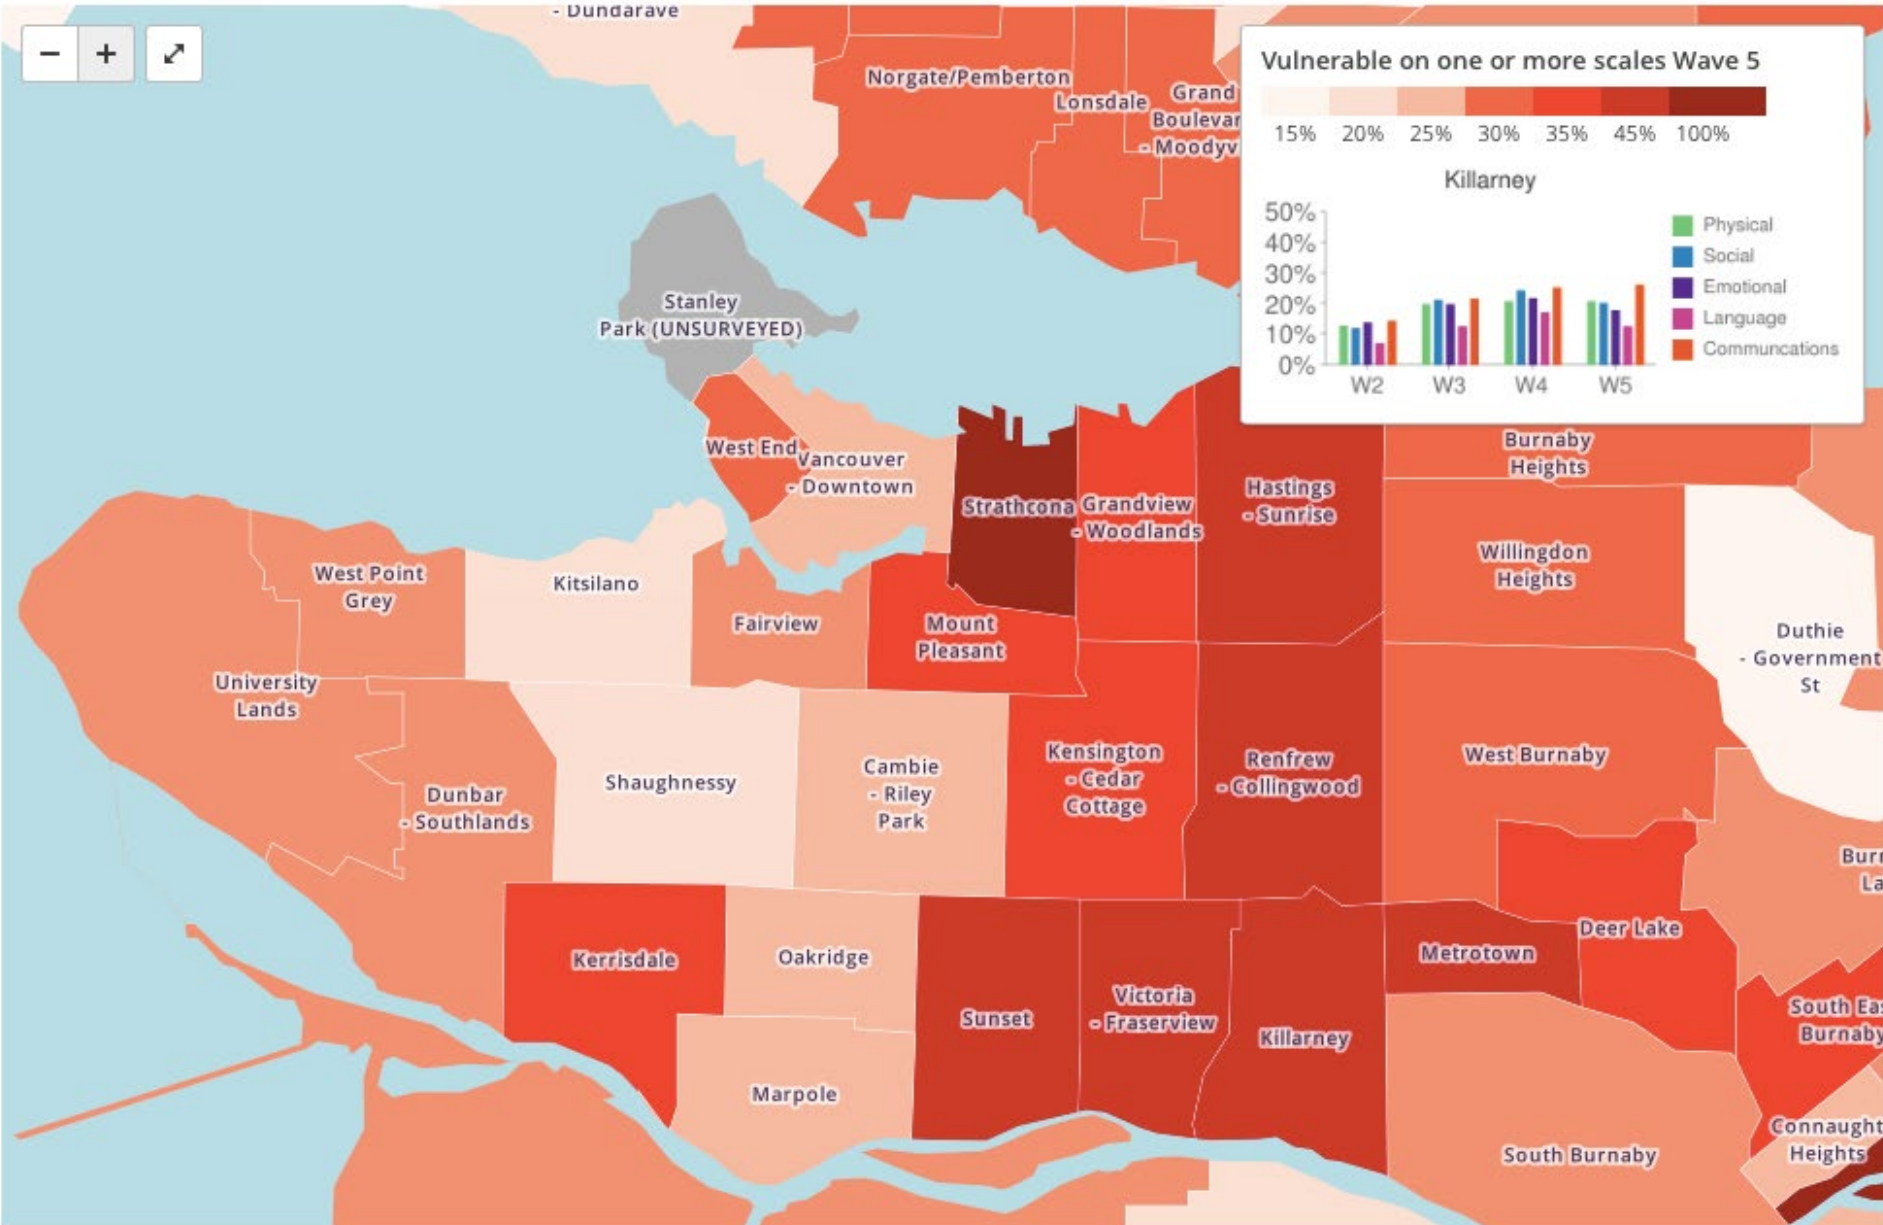 - Dundarave
Norgate/Pemberton
Lonsdale
Grand
Boulevar
- Moodyv
Vulnerable on one or more scales Wave 5
15% 20% 25% 30% 35% 45% 100%
Killarney
50%
40%
30%
20%
10%
0%
W2 W3 W4 W5
Physical
Social
Emotional
Language
Communcations
Stanley
Park (UNSURVEYED)
West End
Vancouver
- Downtown
Strathcona
Grandview
- Woodlands
Hastings
- Sunrise
Burnaby
Heights
Willingdon
Heights
West Point
Grey
Kitsilano
Fairview
Mount
Pleasant
Duthie
- Government
St
University
Lands
Dunbar
- Southlands
Shaughnessy
Cambie
- Riley
Park
Kensington
- Cedar
Cottage
Renfrew
- Collingwood
West Burnaby
Burn
La
Kerrisdale
Oakridge
Sunset
Victoria
- Fraserview
Killarney
Metrotown
Deer Lake
South Eas
Burnaby
Marpole
South Burnaby
Connaught
Heights